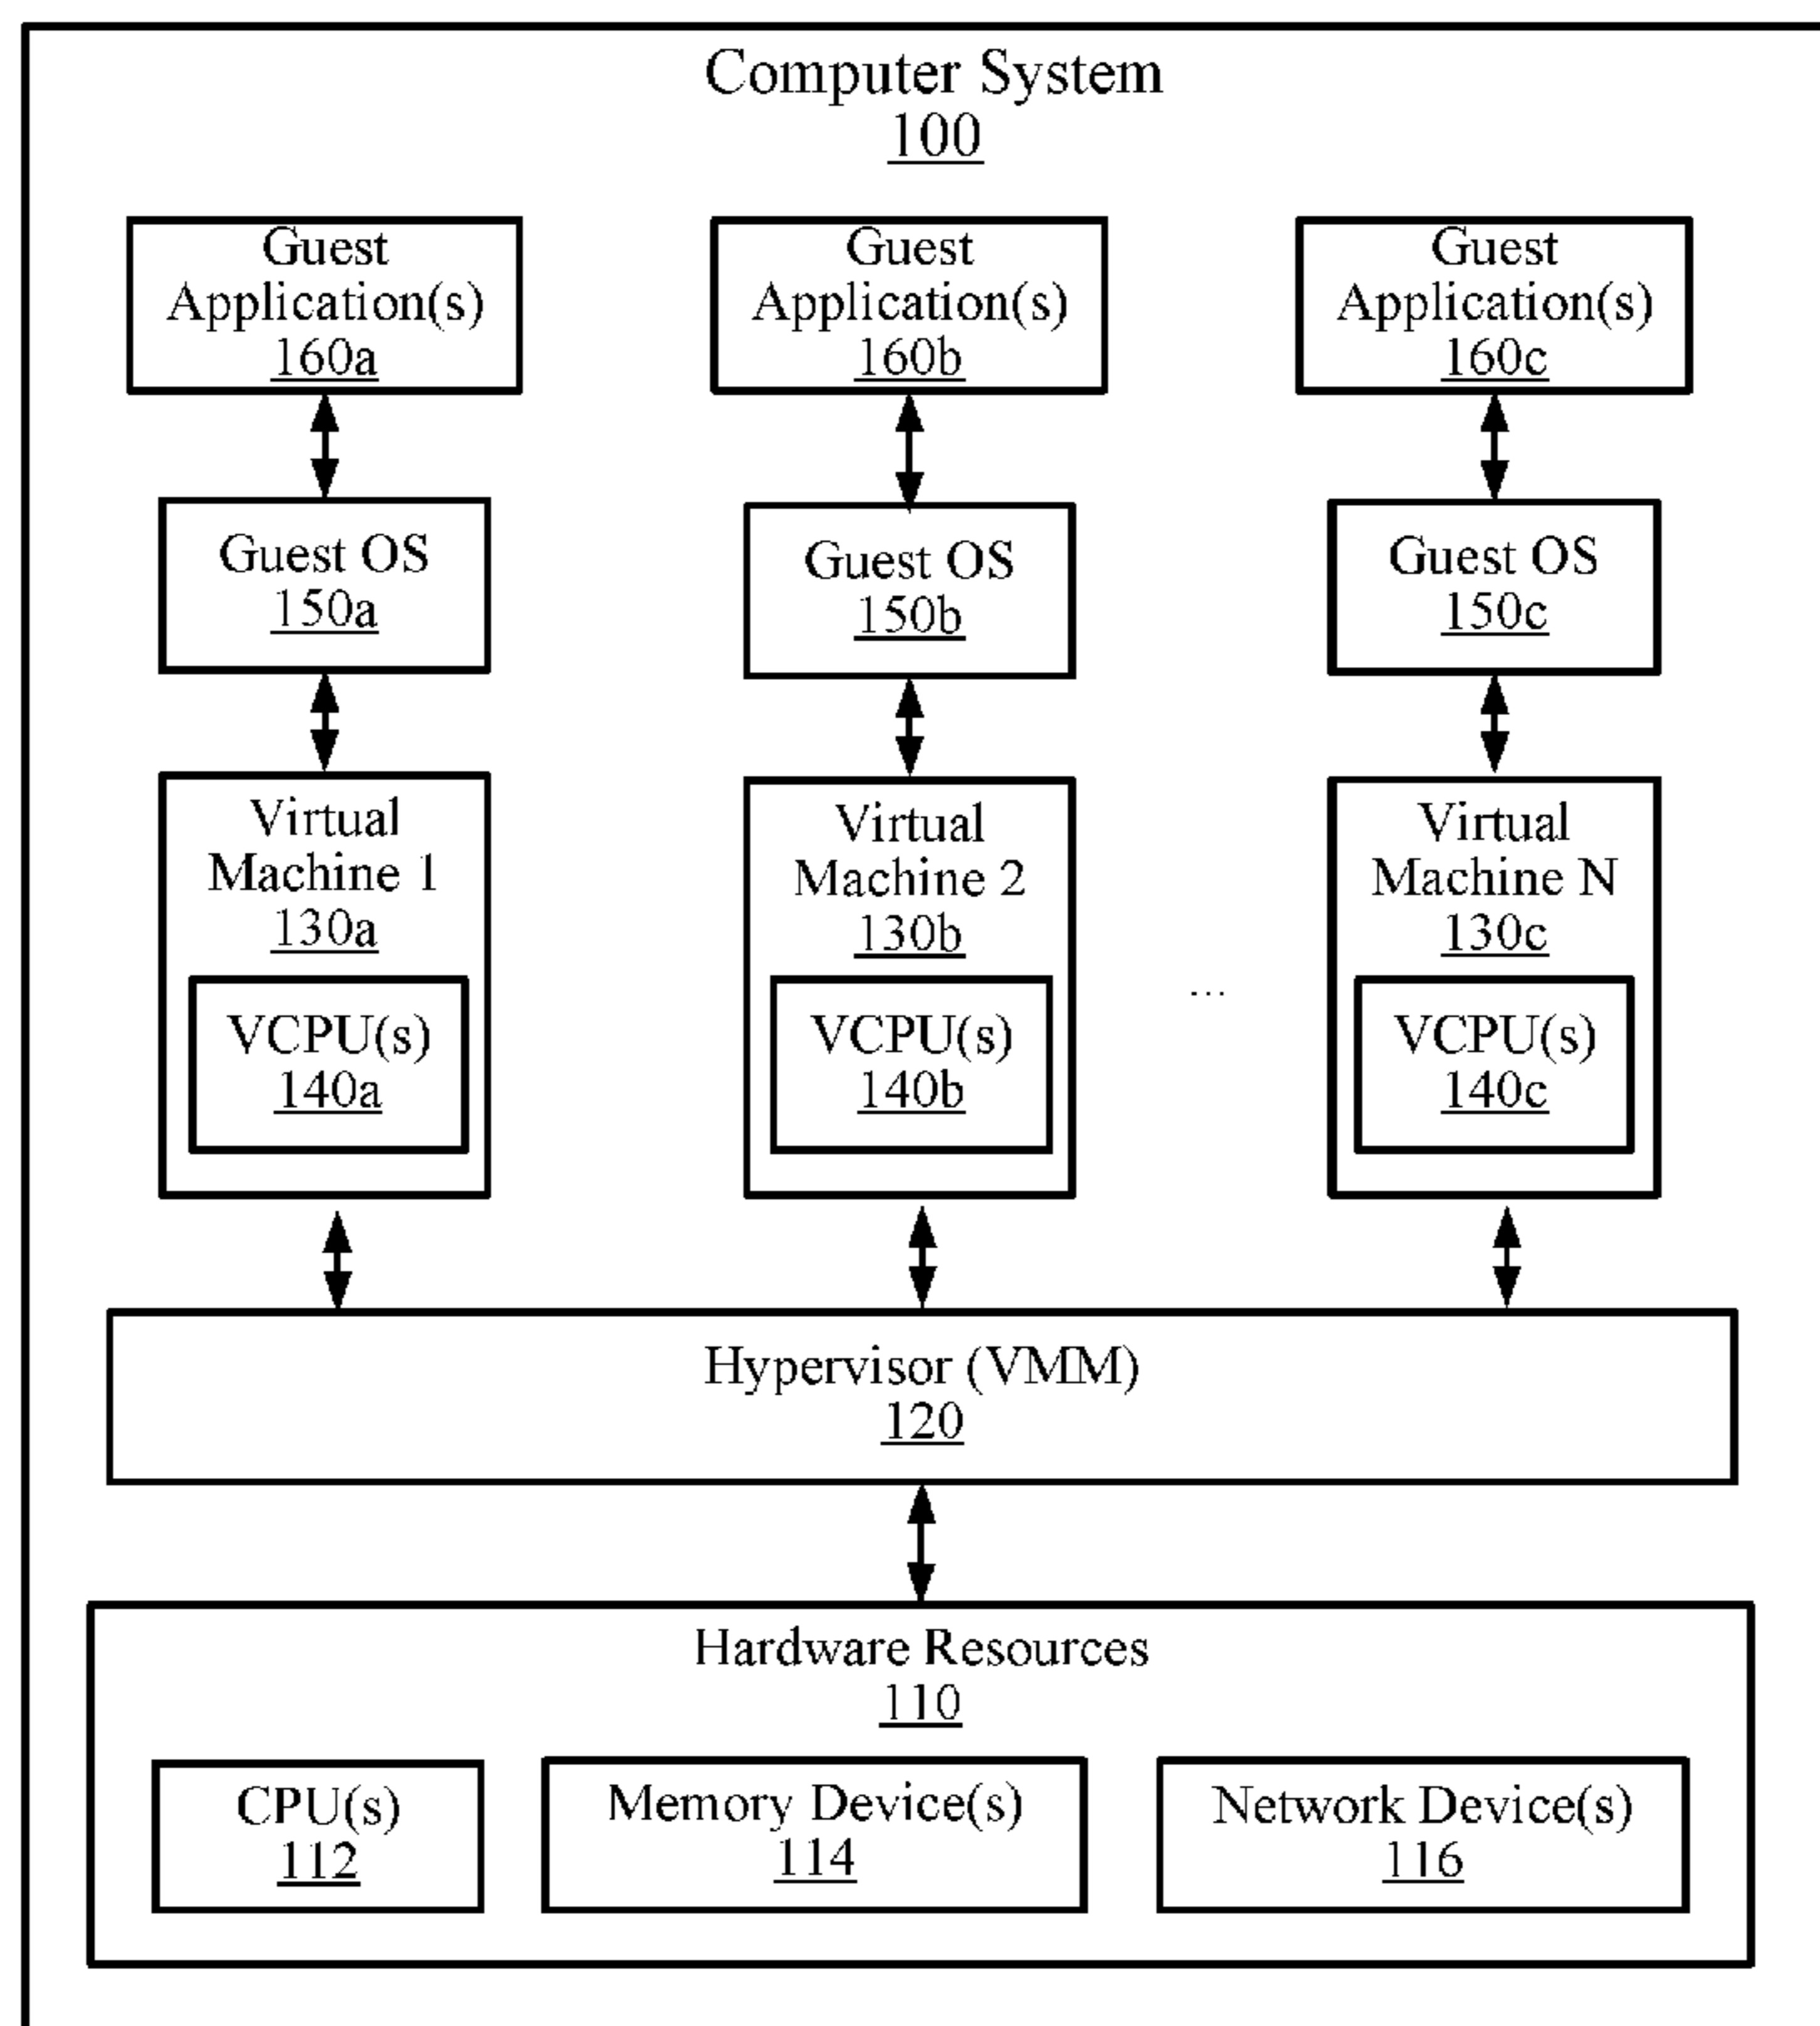 Computer System
100
Guest
Application(s)
160a
Guest
Application(s)
160b
Guest
Application(s)
160c
Guest OS
150a
Guest OS
150b
Guest OS
150c
Virtual
Machine 1
130a
VCPU(s)
140a
Virtual
Machine 2
130b
VCPU(s)
140b
...
Virtual
Machine N
130c
VCPU(s)
140c
Hypervisor (VMM)
120
Hardware Resources
110
CPU(s)
112
Memory Device(s)
114
Network Device(s)
116